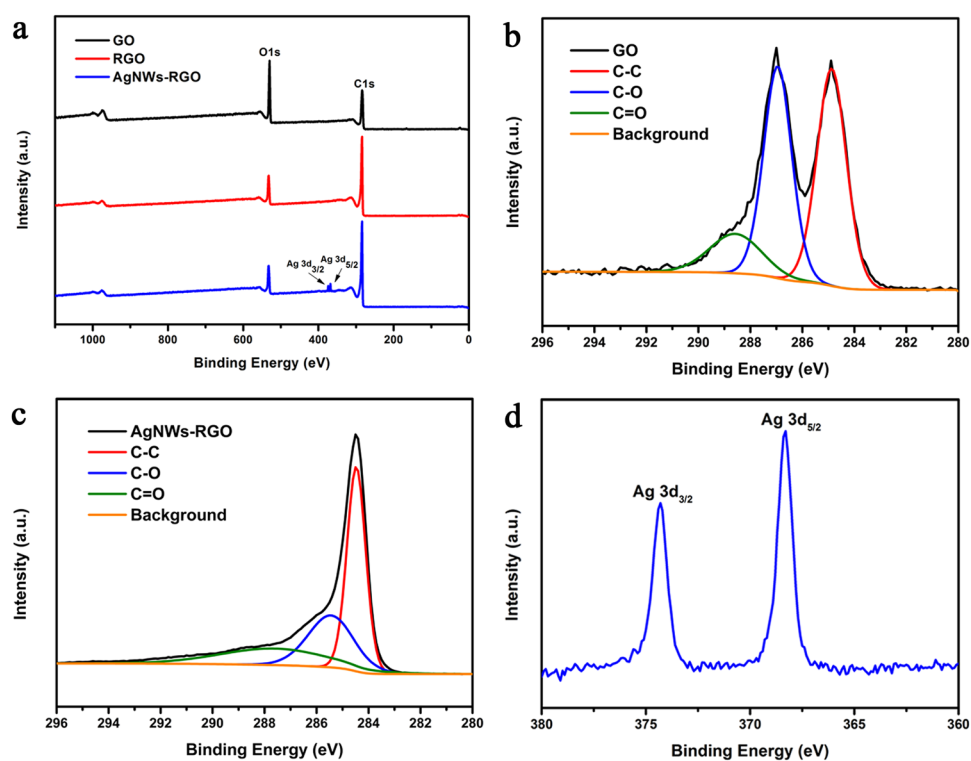 a
GO
RGO
AgNWs-RGO
O1s
C1s
Ag 3d3/2
Ag 3d5/2
Intensity (a.u.)
1000 800 600 400 200 0
Binding Energy (eV)
b
GO
C-C
C-O
C=O
Background
Intensity (a.u.)
296 294 292 290 288 286 284 282 280
Binding Energy (eV)
c
AgNWs-RGO
C-C
C-O
C=O
Background
Intensity (a.u.)
296 294 292 290 288 286 284 282 280
Binding Energy (eV)
d
Ag 3d5/2
Ag 3d3/2
Intensity (a.u.)
380 375 370 365 360
Binding Energy (eV)